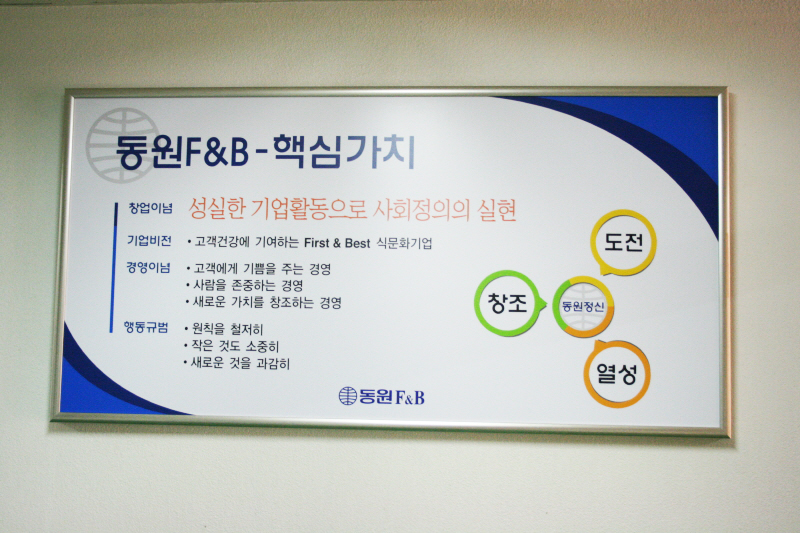 동원F&B - 핵심가치
창업이념 성실한 기업활동으로 사회정의의 실현
기업비전 • 고객건강에 기여하는 First & Best 식문화기업
경영이념 • 고객에게 기쁨을 주는 경영
• 사람을 존중하는 경영
• 새로운 가치를 창조하는 경영
행동규범 • 원칙을 철저히
• 작은 것도 소중히
• 새로운 것을 과감히
도전
창조
동원정신
열성
동원 F&B